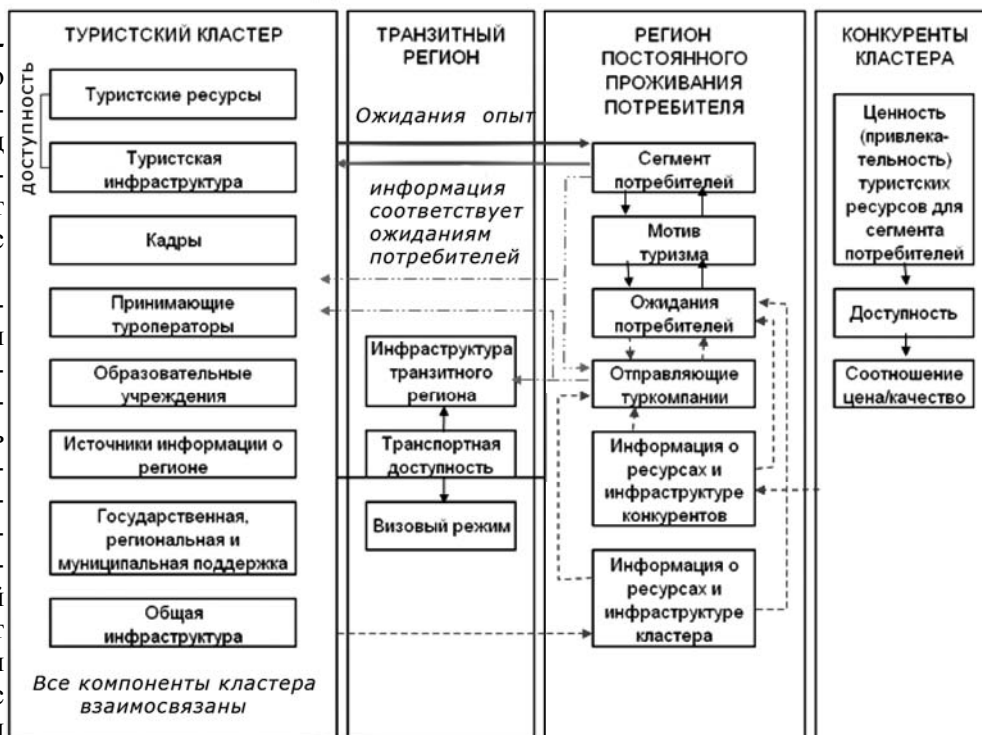 ТУРИСТСКИЙ КЛАСТЕР
доступность
Туристские ресурсы
Туристская
инфраструктура
Кадры
Принимающие
туроператоры
Образовательные
учреждения
Источники информации о
регионе
Государственная,
региональная и
муниципальная поддержка
Общая
инфраструктура
Все компоненты кластера
взаимосвязаны
ТРАНЗИТНЫЙ
РЕГИОН
Ожидания опыт
информация
соответствует
ожиданиям
потребителей
Инфраструктура
транзитного
региона
Транспортная
доступность
Визовый режим
РЕГИОН
ПОСТОЯННОГО
ПРОЖИВАНИЯ
ПОТРЕБИТЕЛЯ
Сегмент
потребителей
Мотив
туризма
Ожидания
потребителей
Отправляющие
туркомпании
Информация о
ресурсах и
инфраструктуре
конкурентов
Информация о
ресурсах и
инфраструктуре
кластера
КОНКУРЕНТЫ
КЛАСТЕРА
Ценность
(привлека-
тельность)
туристских
ресурсов для
сегмента
потребителей
Доступность
Соотношение
цена/качество